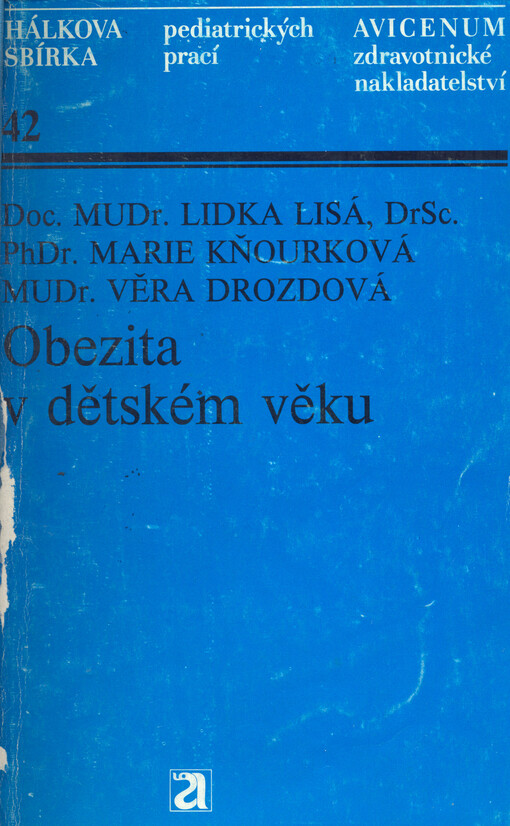 HÁLKOVA SBÍRKA
pediatrických prací
AVICENUM zdravotnické nakladatelství
42
Doc. MUDr. LIDKA LISÁ, DrSc.
PhDr. MARIE KŇOURKOVÁ
MUDr. VĚRA DROZDOVÁ
Obezita
v dětském věku
a